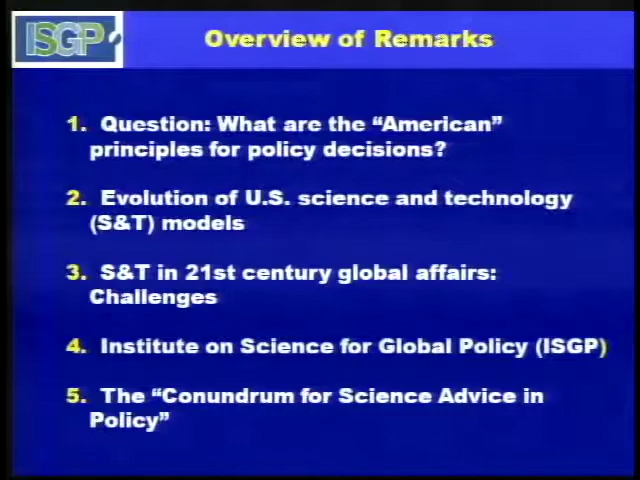 ISGP
Overview of Remarks
1. Question: What are the “American”
principles for policy decisions?
2. Evolution of U.S. science and technology
(S&T) models
3. S&T in 21st century global affairs:
Challenges
4. Institute on Science for Global Policy (ISGP)
5. The “Conundrum for Science Advice in
Policy”